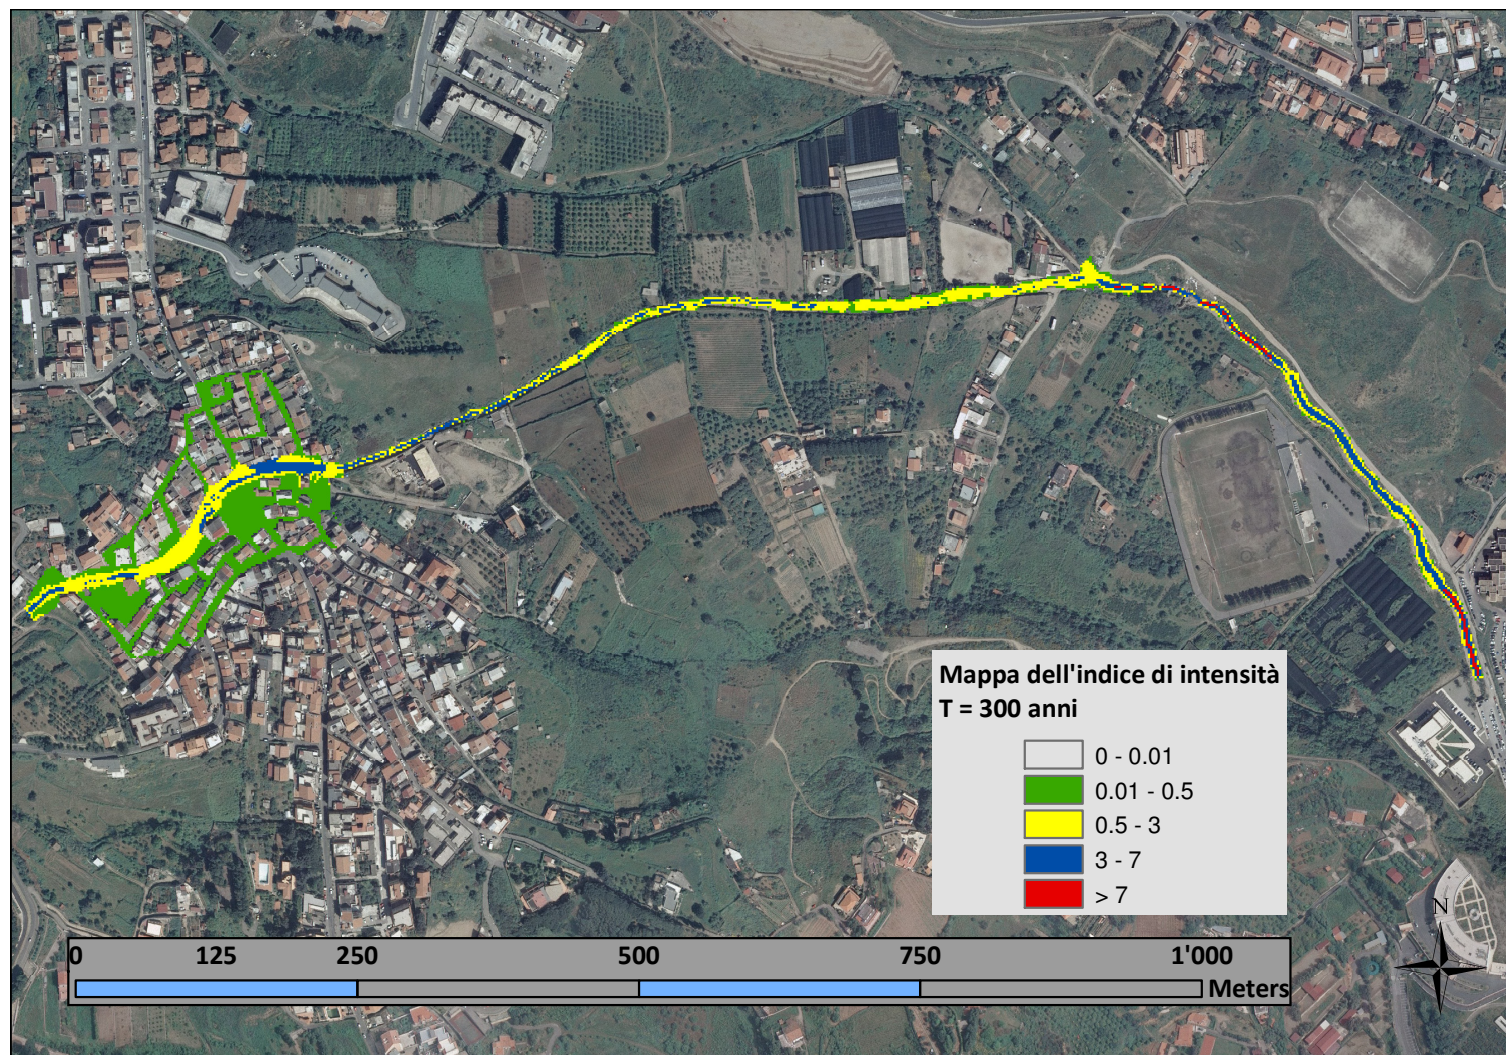 Mappa dell'indice di intensità
T = 300 anni
0 - 0.01
0.01 - 0.5
0.5 - 3
3 - 7
> 7
N
0 125 250 500 750 1'000
Meters